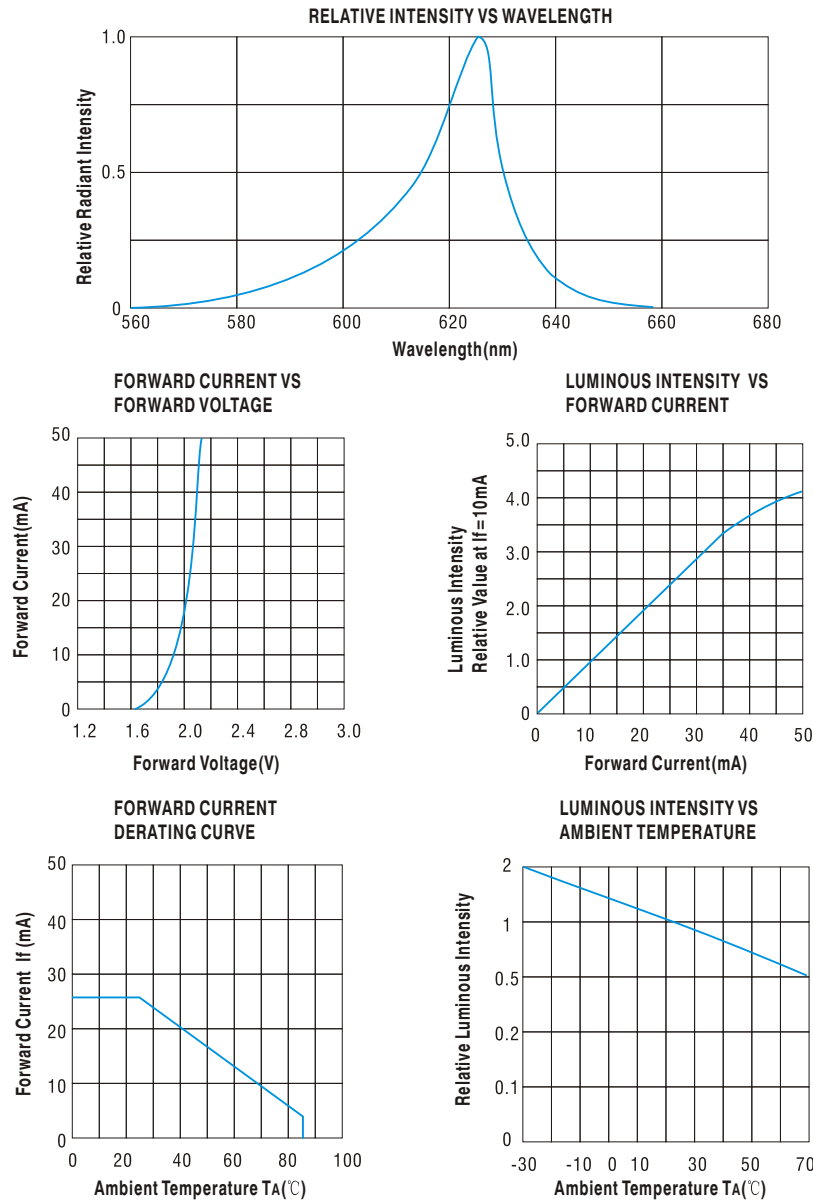 RELATIVE INTENSITY VS WAVELENGTH
1.0
0.5
0
Relative Radiant Intensity
560 580 600 620 640 660 680
Wavelength(nm)
FORWARD CURRENT VS
FORWARD VOLTAGE
50
40
30
20
10
0
Forward Current(mA)
1.2 1.6 2.0 2.4 2.8 3.0
Forward Voltage(V)
LUMINOUS INTENSITY VS
FORWARD CURRENT
5.0
4.0
3.0
2.0
1.0
0
Luminous Intensity
Relative Value at If=10mA
0 10 20 30 40 50
Forward Current(mA)
FORWARD CURRENT
DERATING CURVE
50
40
30
20
10
0
Forward Current If (mA)
0 20 40 60 80 100
Ambient Temperature TA(℃)
LUMINOUS INTENSITY VS
AMBIENT TEMPERATURE
2
1
0.5
0.2
0.1
0
Relative Luminous Intensity
-30 -10 0 10 30 50 70
Ambient Temperature TA(℃)